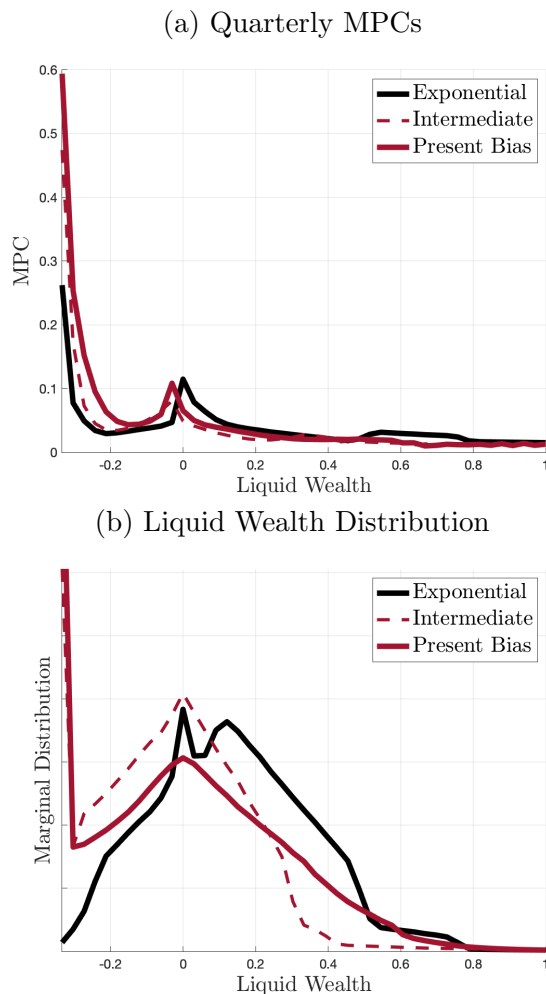 (a) Quarterly MPCs
0.6
0.5
0.4
0.3
0.2
0.1
0
MPC
Exponential
Intermediate
Present Bias
-0.2
0
0.2
0.4
0.6
0.8
1
Liquid Wealth
(b) Liquid Wealth Distribution
Marginal Distribution
Exponential
Intermediate
Present Bias
-0.2
0
0.2
0.4
0.6
0.8
1
Liquid Wealth